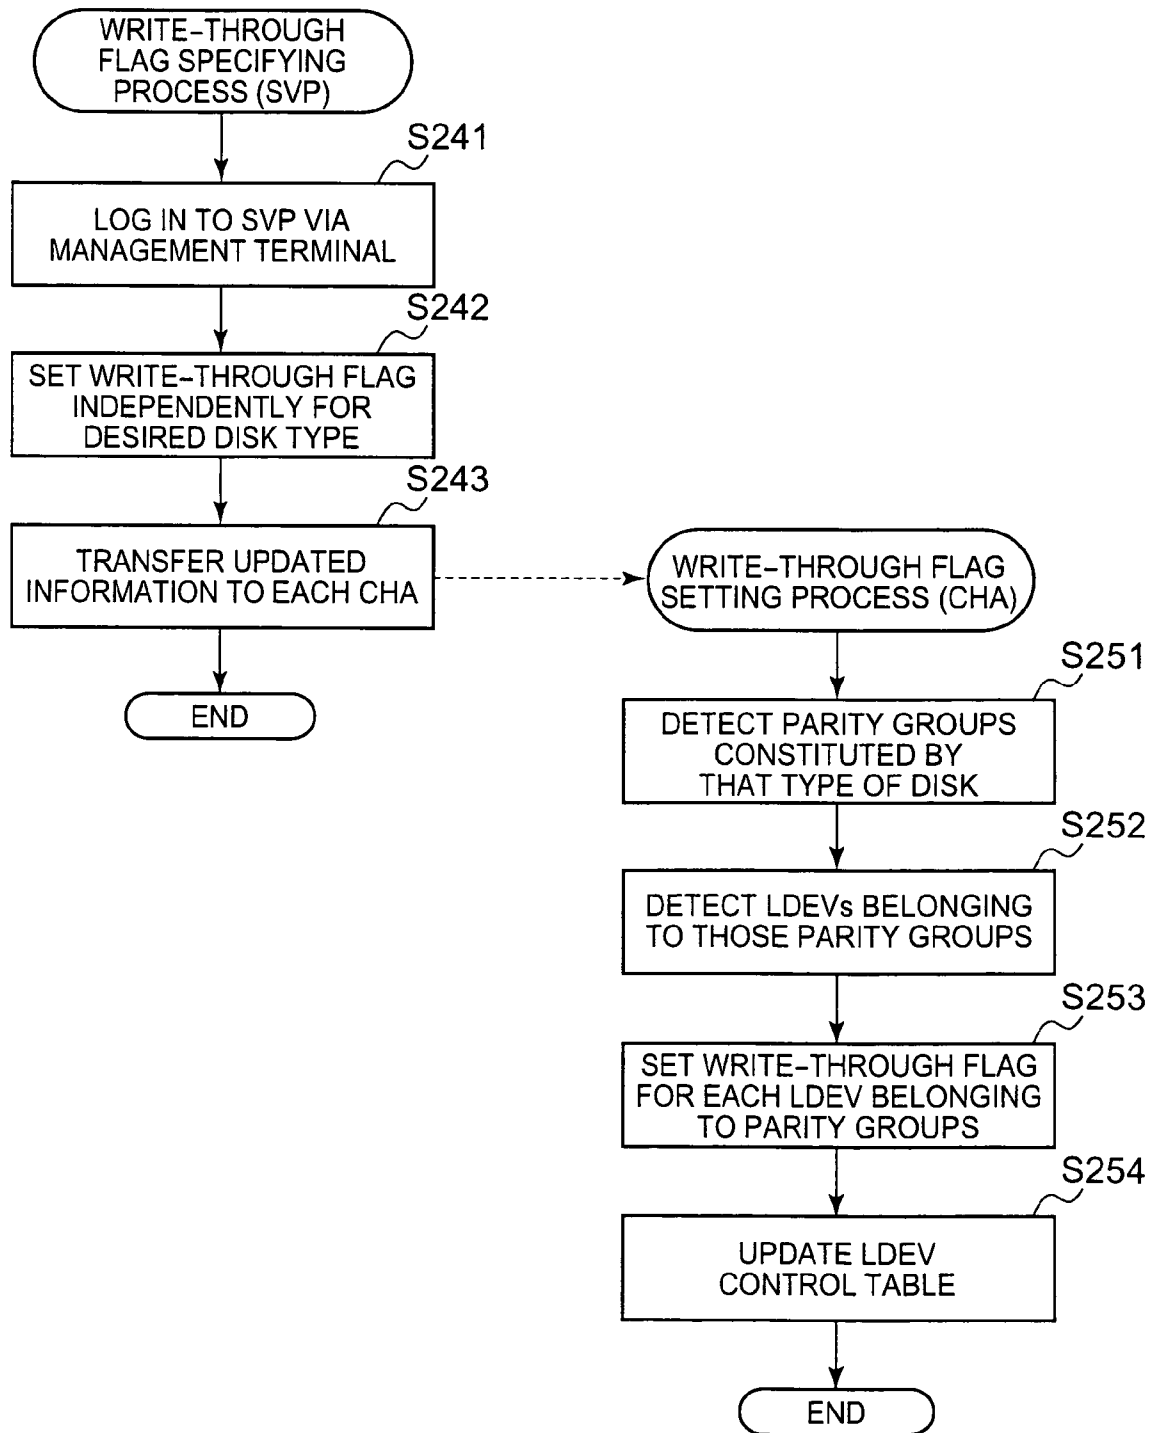 WRITE-THROUGH
FLAG SPECIFYING
PROCESS (SVP)
S241
LOG IN TO SVP VIA
MANAGEMENT TERMINAL
S242
SET WRITE-THROUGH FLAG
INDEPENDENTLY FOR
DESIRED DISK TYPE
S243
TRANSFER UPDATED
INFORMATION TO EACH CHA
END
WRITE-THROUGH FLAG
SETTING PROCESS (CHA)
S251
DETECT PARITY GROUPS
CONSTITUTED BY
THAT TYPE OF DISK
S252
DETECT LDEVs BELONGING
TO THOSE PARITY GROUPS
S253
SET WRITE-THROUGH FLAG
FOR EACH LDEV BELONGING
TO PARITY GROUPS
S254
UPDATE LDEV
CONTROL TABLE
END